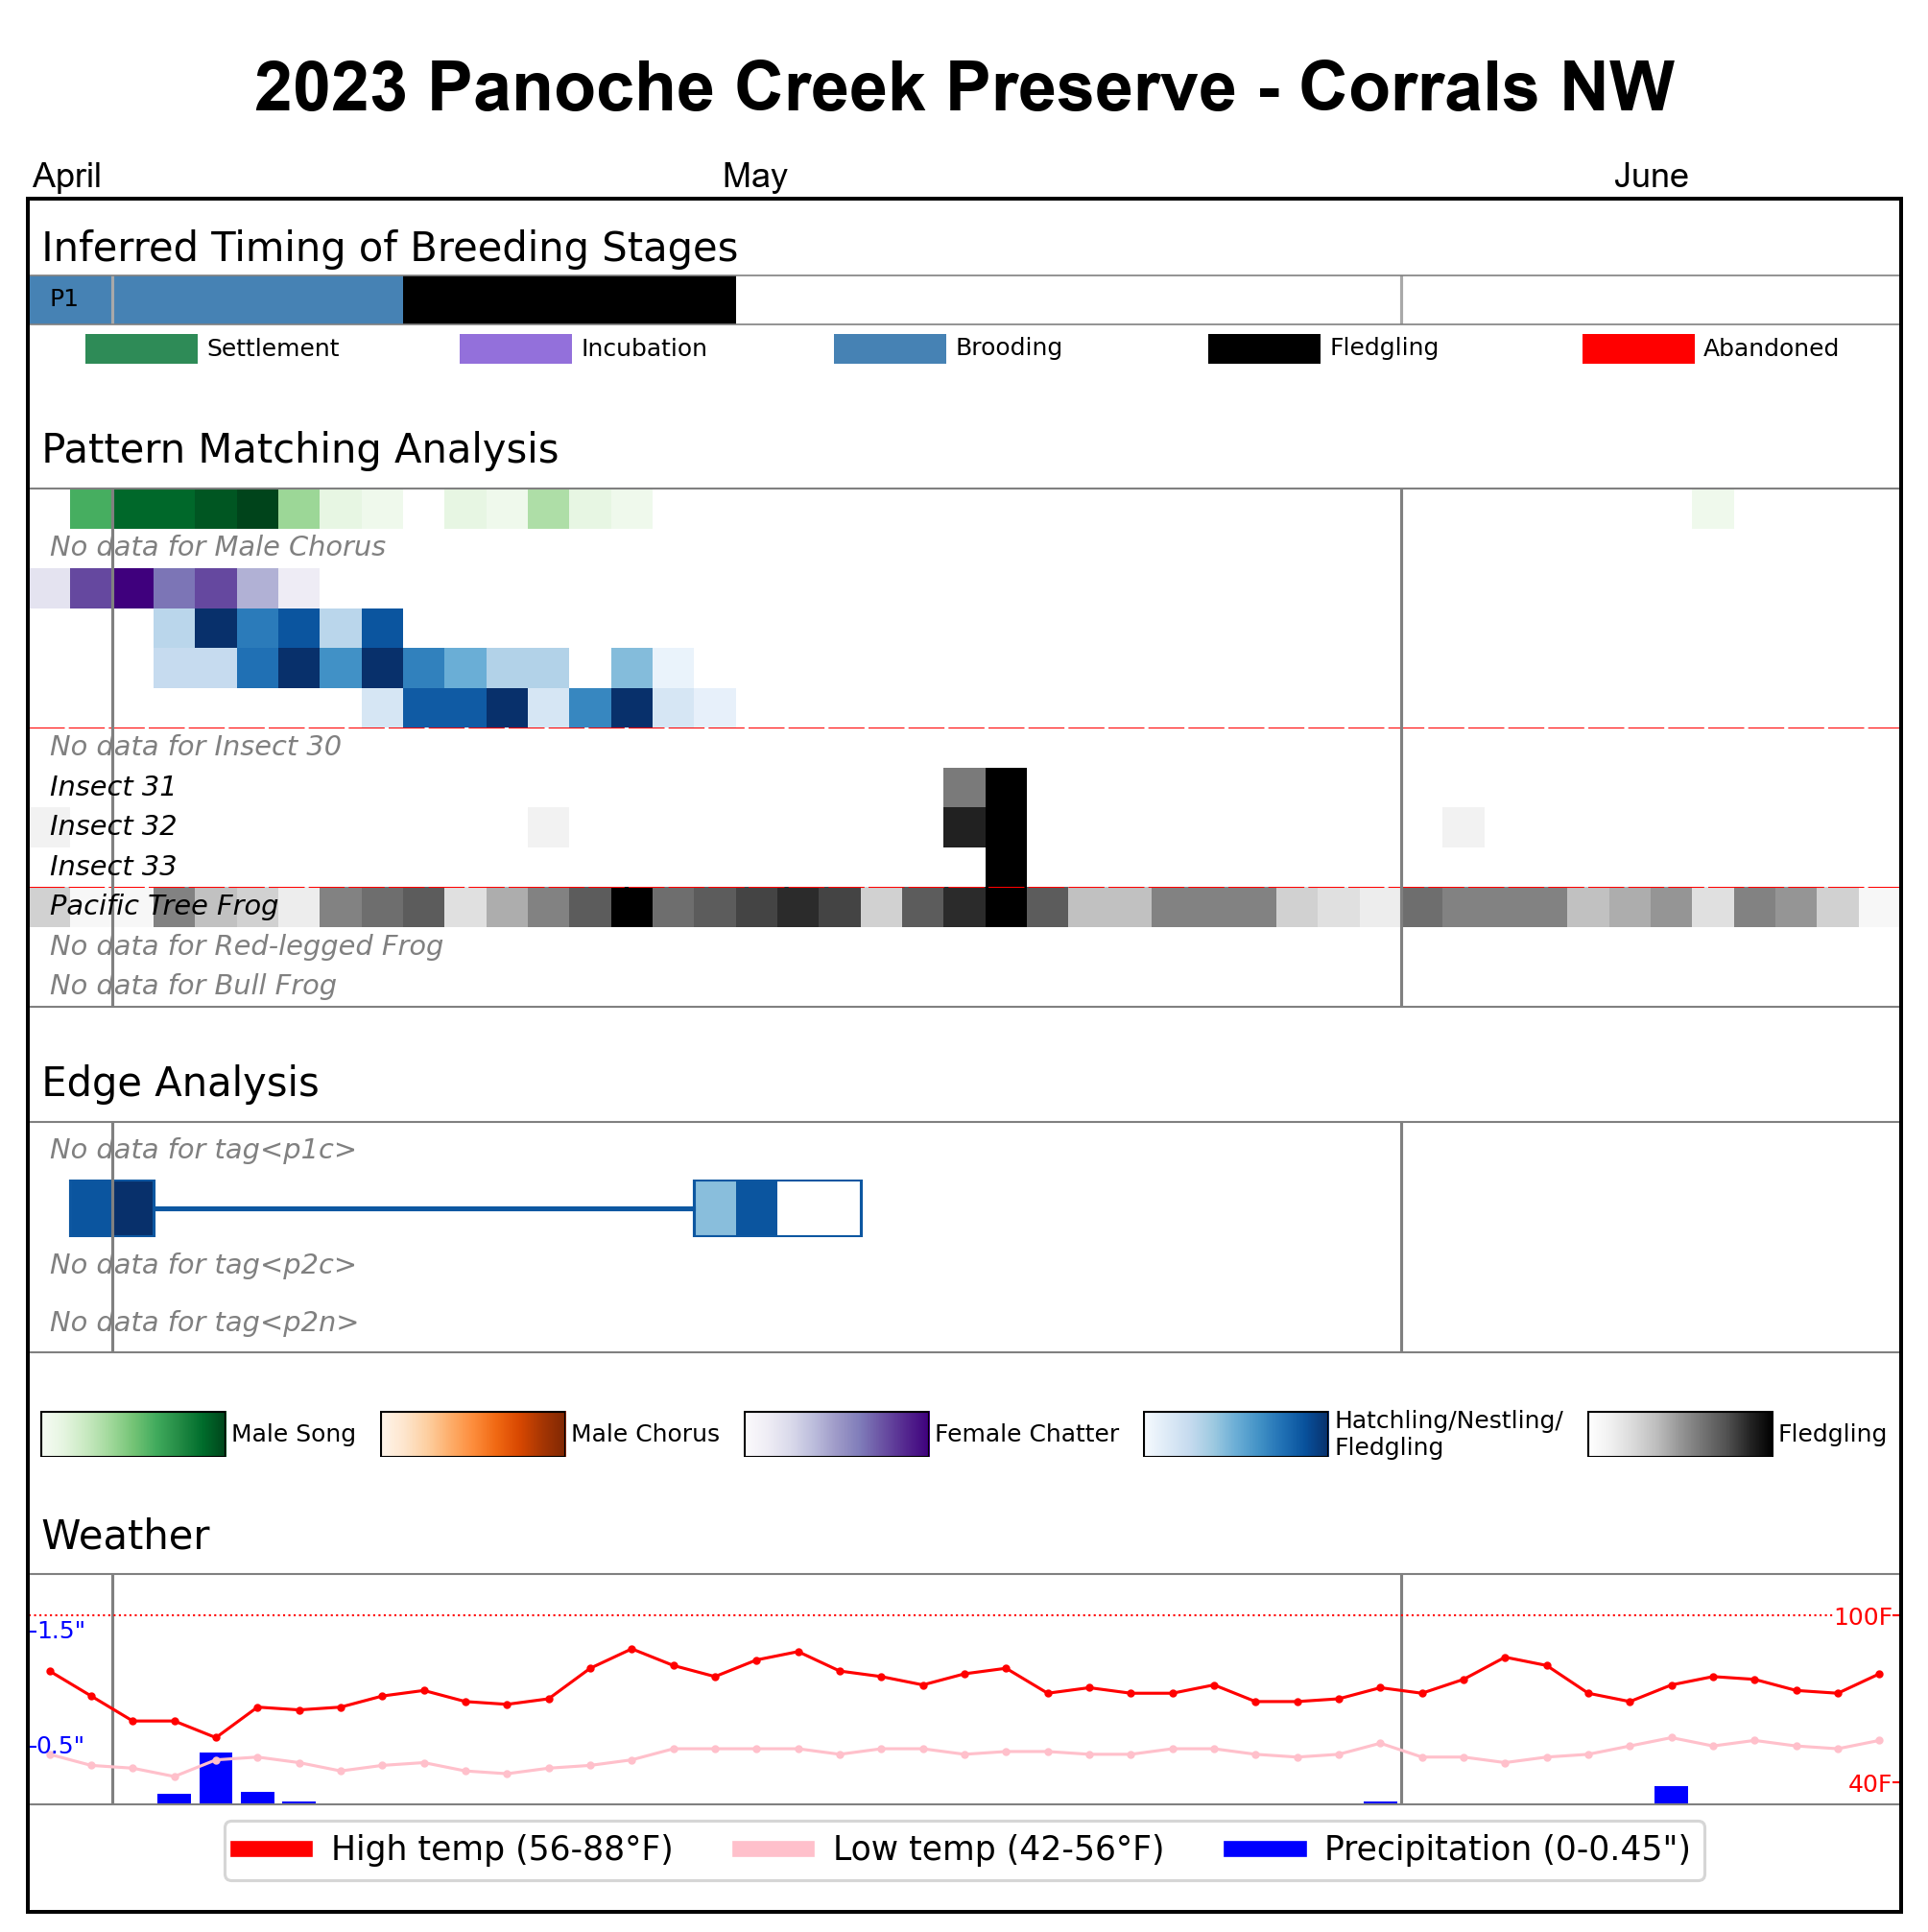 2023 Panoche Creek Preserve - Corrals NW
April May June
Inferred Timing of Breeding Stages
P1
Settlement Incubation Brooding Fledgling Abandoned
Pattern Matching Analysis
No data for Male Chorus
No data for Insect 30
Insect 31
Insect 32
Insect 33
Pacific Tree Frog
No data for Red-legged Frog
No data for Bull Frog
Edge Analysis
No data for tag<p1c>
No data for tag<p2c>
No data for tag<p2n>
Male Song Male Chorus Female Chatter Hatchling/Nestling/
Fledgling Fledgling
Weather
100F
1.5"
0.5"
40F
High temp (56-88°F) Low temp (42-56°F) Precipitation (0-0.45")